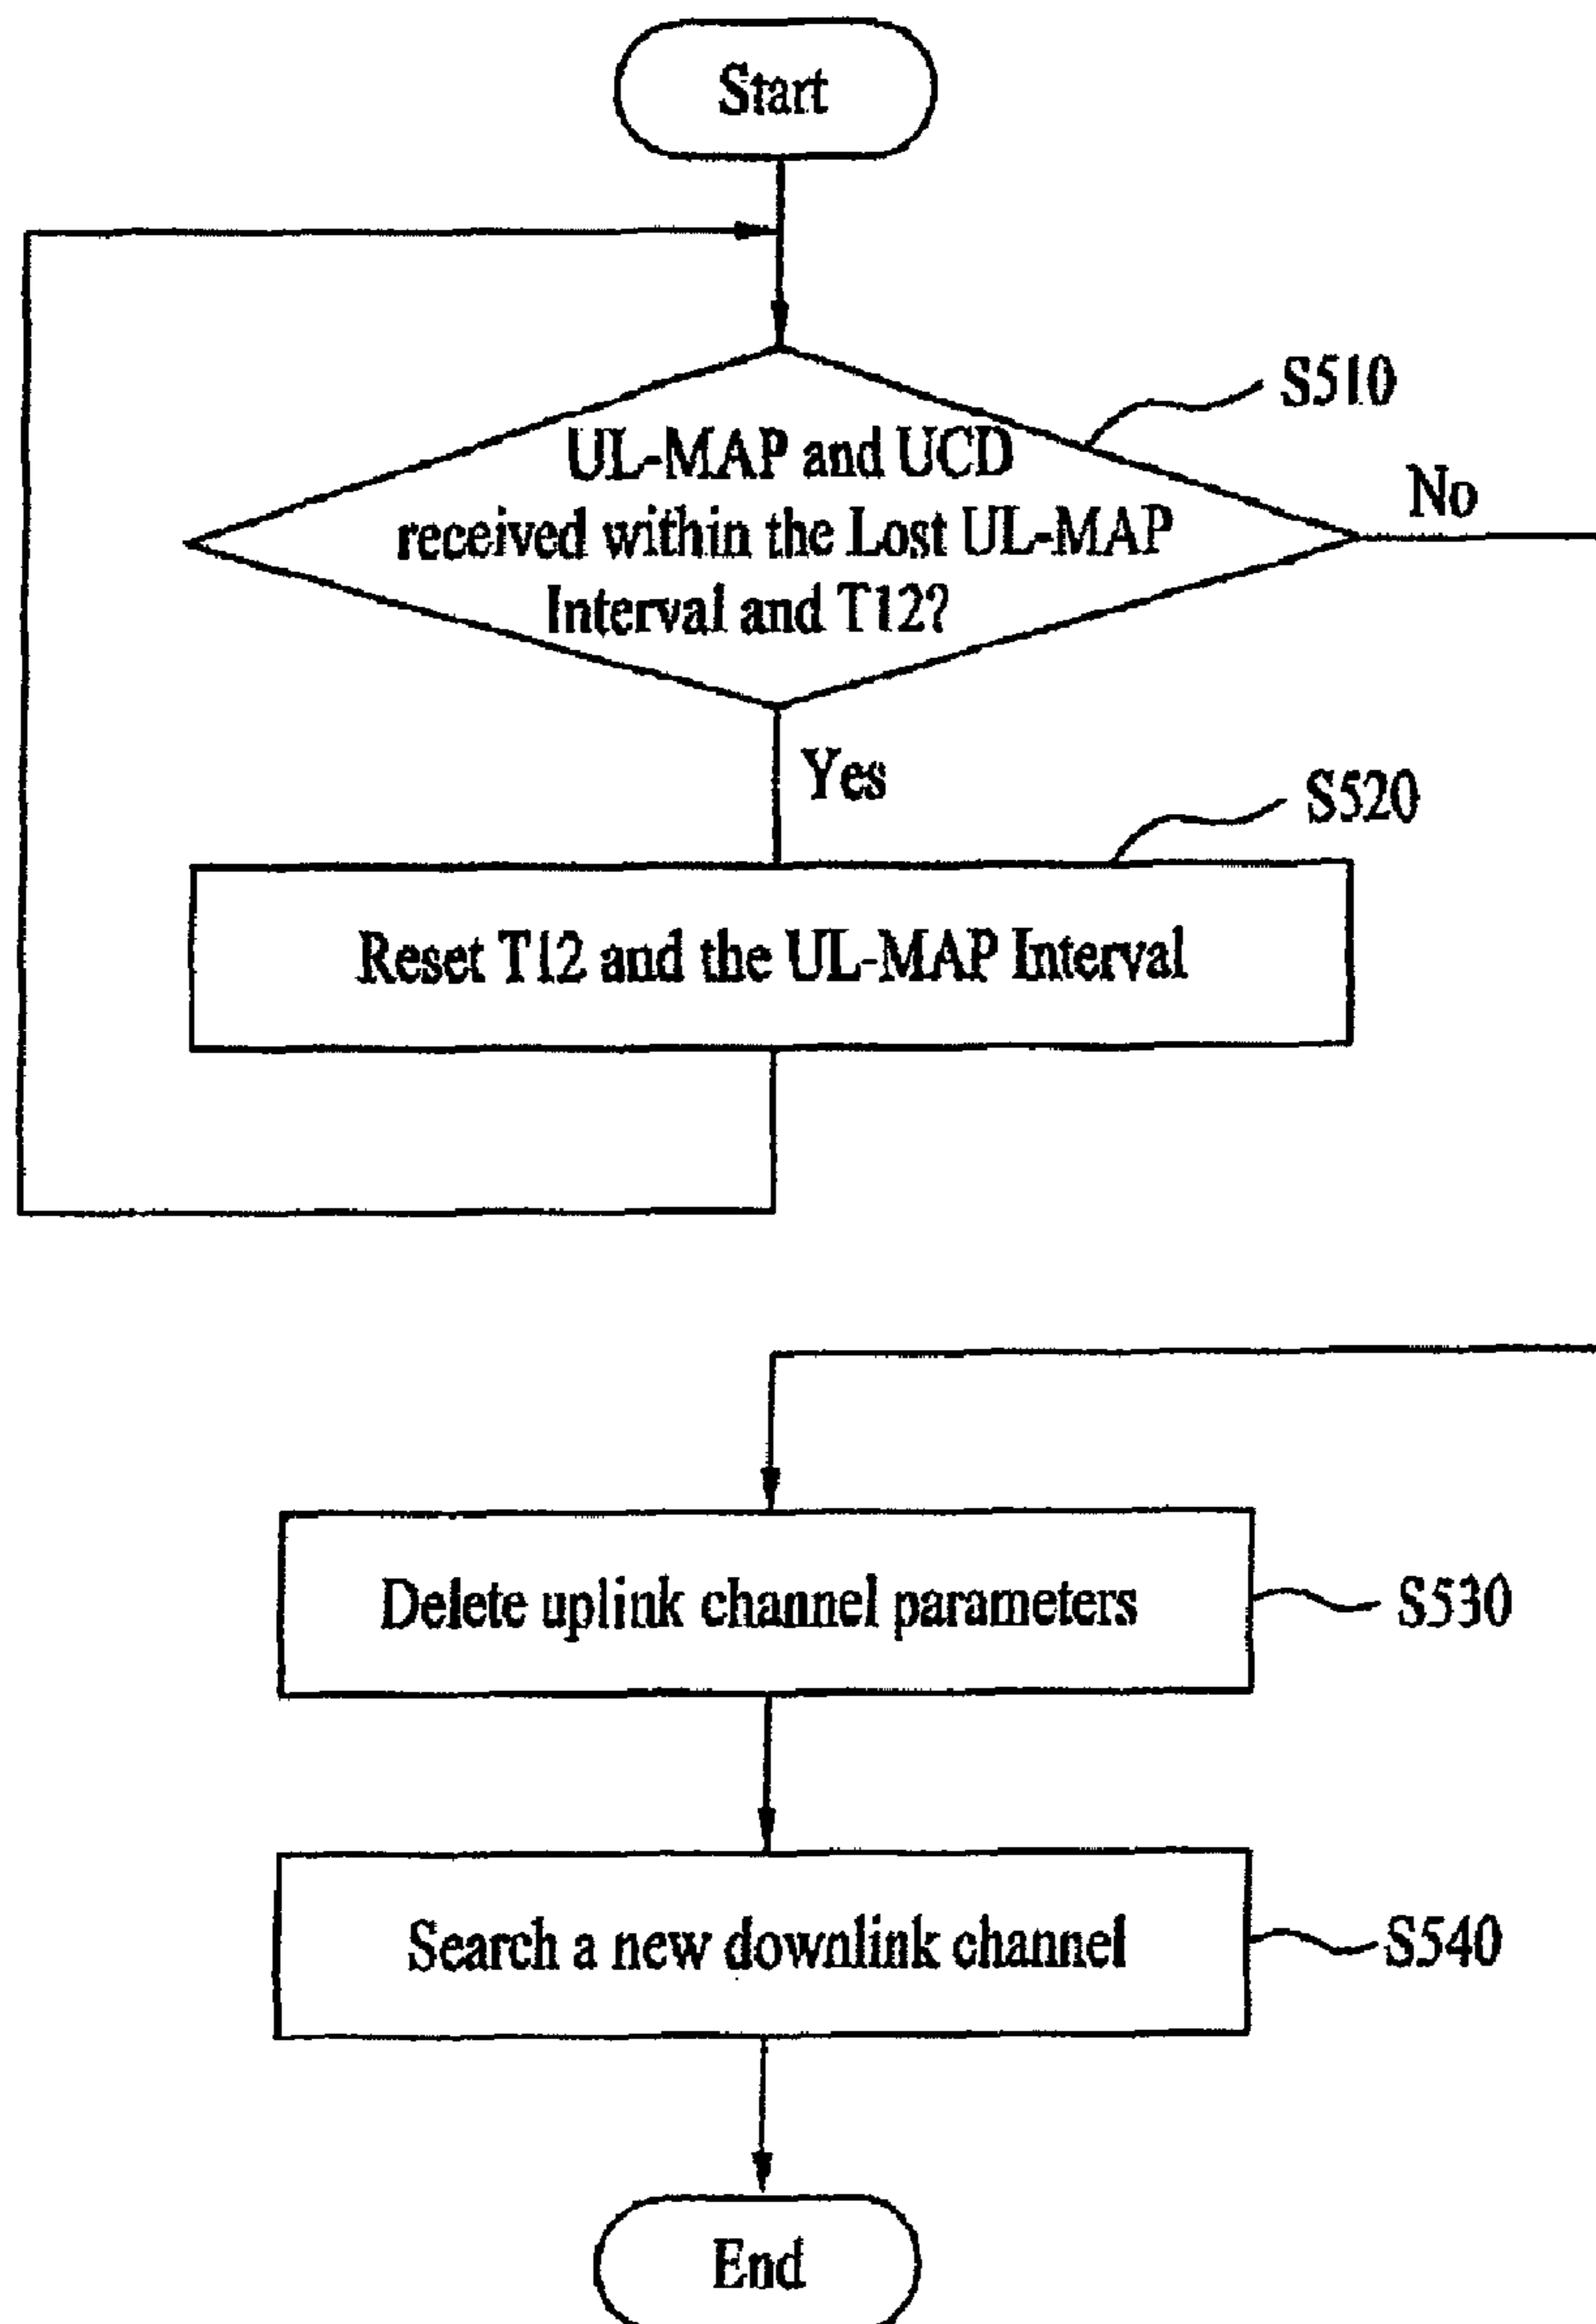 Start
S510
UL-MAP and UCD
received within the Lost UL-MAP
Interval and T12?
No
Yes
S520
Reset T12 and the UL-MAP Interval
Delete uplink channel parameters
S530
Search a new downlink channel
S540
End